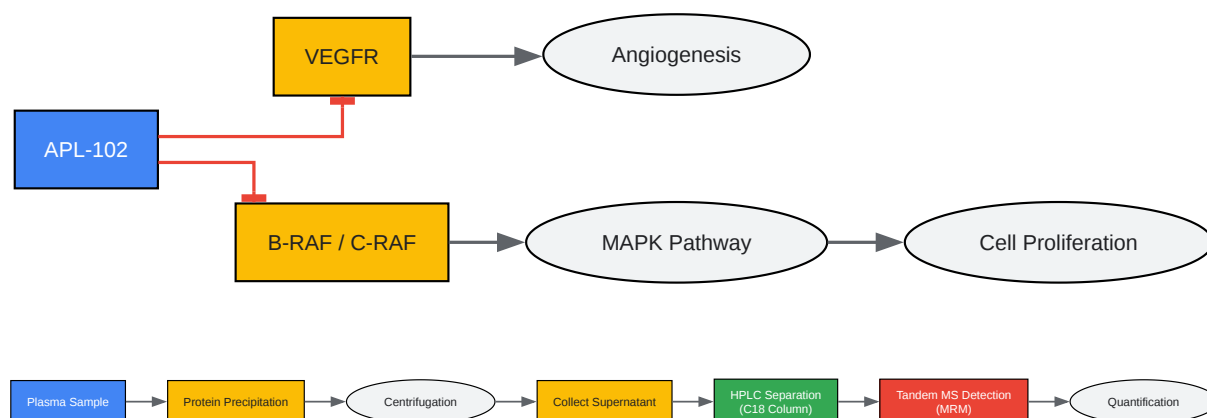 VEGFR
Angiogenesis
APL-102
B-RAF / C-RAF
MAPK Pathway
Cell Proliferation
Plasma Sample
Protein Precipitation
Centrifugation
Collect Supernatant
HPLC Separation
(C18 Column)
Tandem MS Detection
(MRM)
Quantification